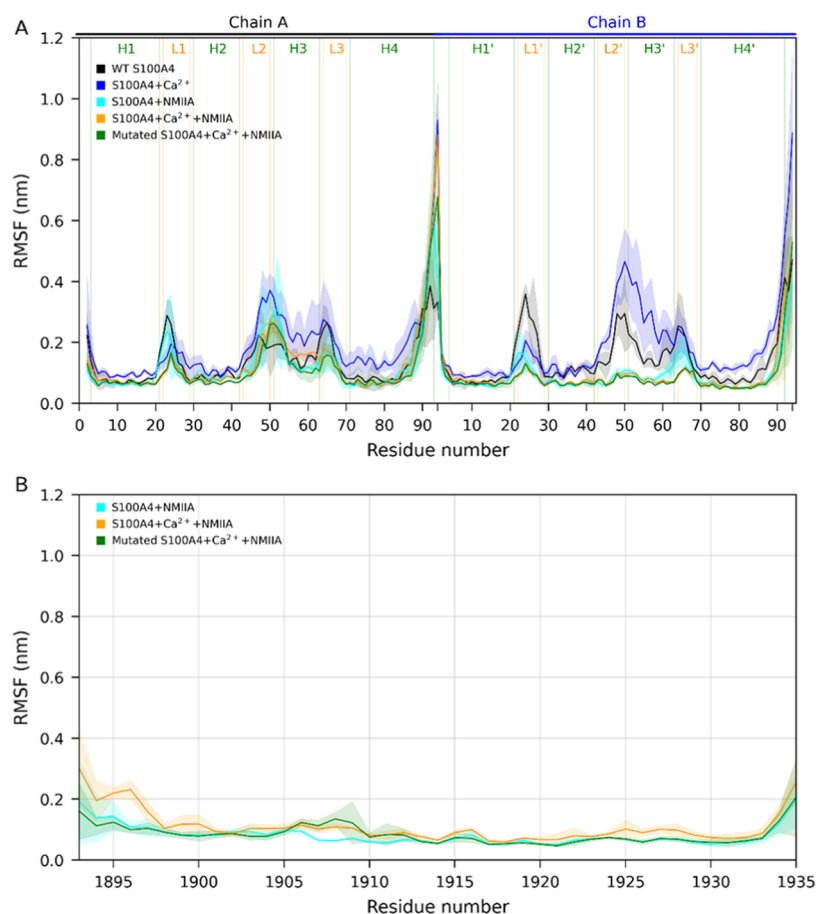 A
Chain A Chain B
H1 L1 H2 L2 H3 L3 H4 H1' L1' H2' L2' H3' L3' H4'
WT S100A4
S100A4+Ca²⁺
S100A4+NMIIA
S100A4+Ca²⁺+NMIIA
Mutated S100A4+Ca²⁺+NMIIA
RMSF (nm)
1.2
1.0
0.8
0.6
0.4
0.2
0.0
0 10 20 30 40 50 60 70 80 90 10 20 30 40 50 60 70 80 90
Residue number
B
S100A4+NMIIA
S100A4+Ca²⁺+NMIIA
Mutated S100A4+Ca²⁺+NMIIA
RMSF (nm)
1.2
1.0
0.8
0.6
0.4
0.2
0.0
1895 1900 1905 1910 1915 1920 1925 1930 1935
Residue number